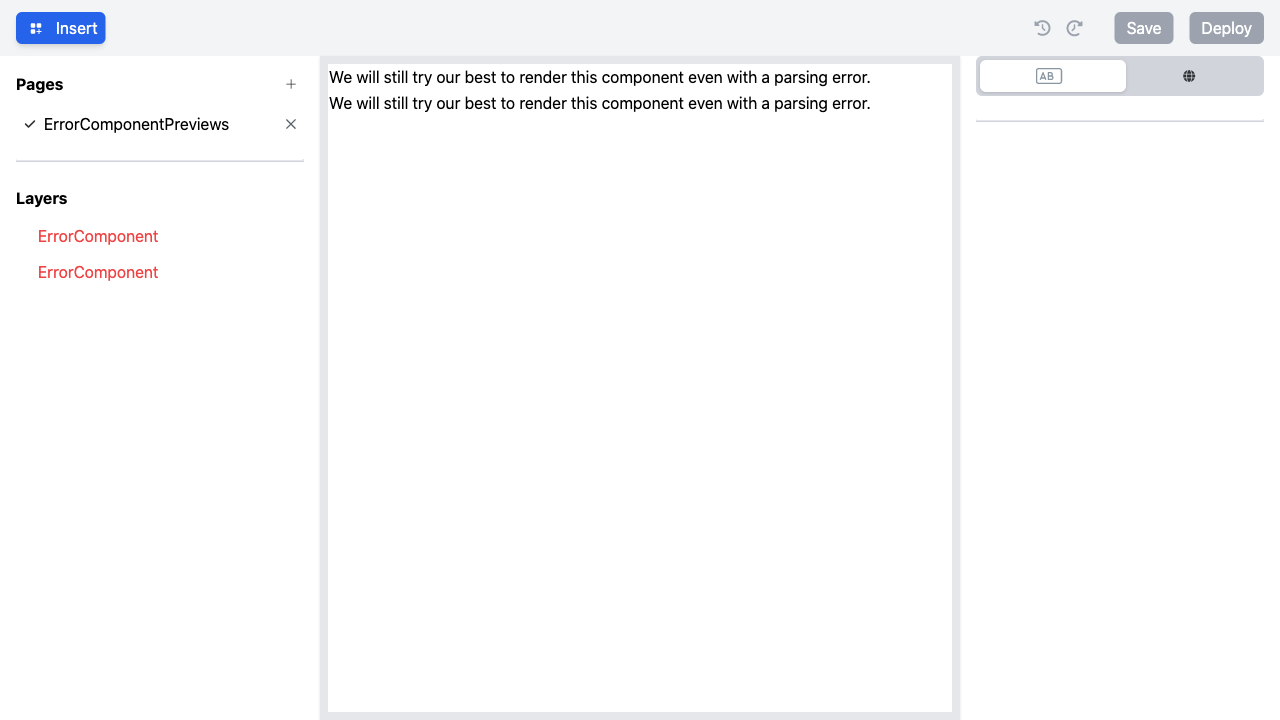 Insert
Save
Deploy
Pages
ErrorComponentPreviews
Layers
ErrorComponent
ErrorComponent
We will still try our best to render this component even with a parsing error.
We will still try our best to render this component even with a parsing error.
AB